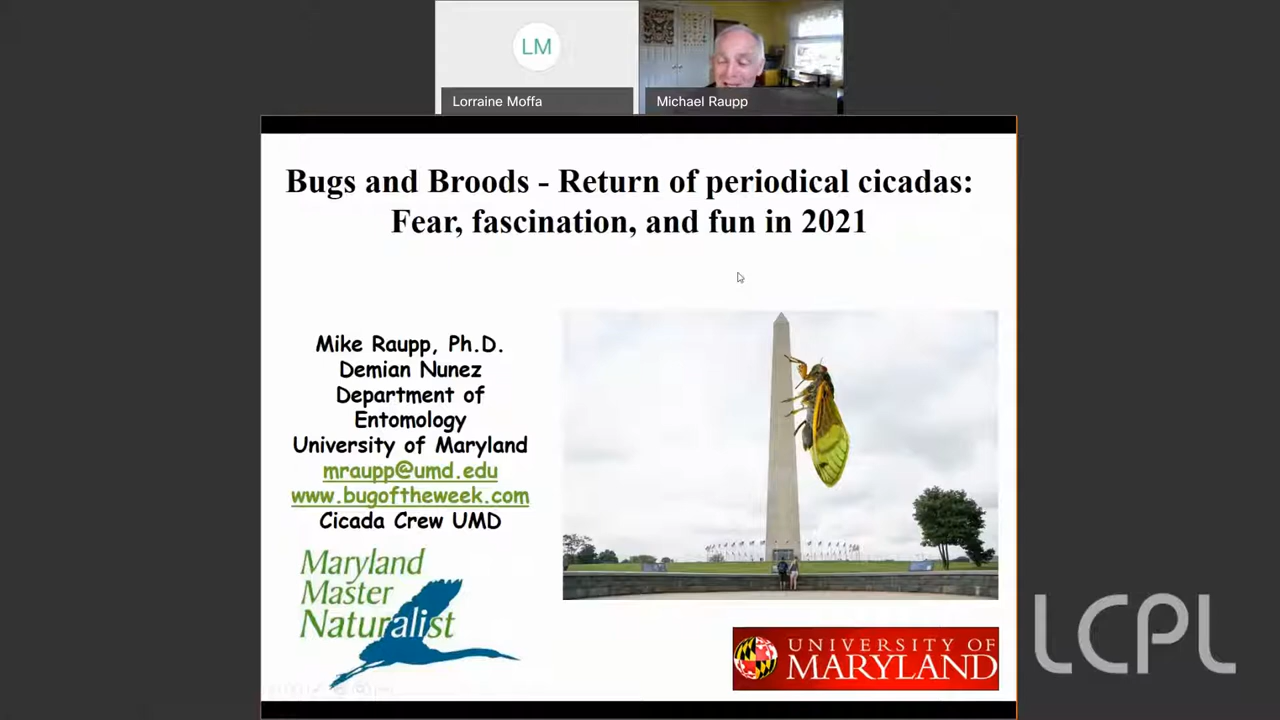 LM
Lorraine Moffa
Michael Raupp
Bugs and Broods - Return of periodical cicadas:
Fear, fascination, and fun in 2021
Mike Raupp, Ph.D.
Demian Nunez
Department of
Entomology
University of Maryland
mraupp@umd.edu
www.bugoftheweek.com
Cicada Crew UMD
Maryland
Master
Naturalist
UNIVERSITY OF
MARYLAND
LCPL